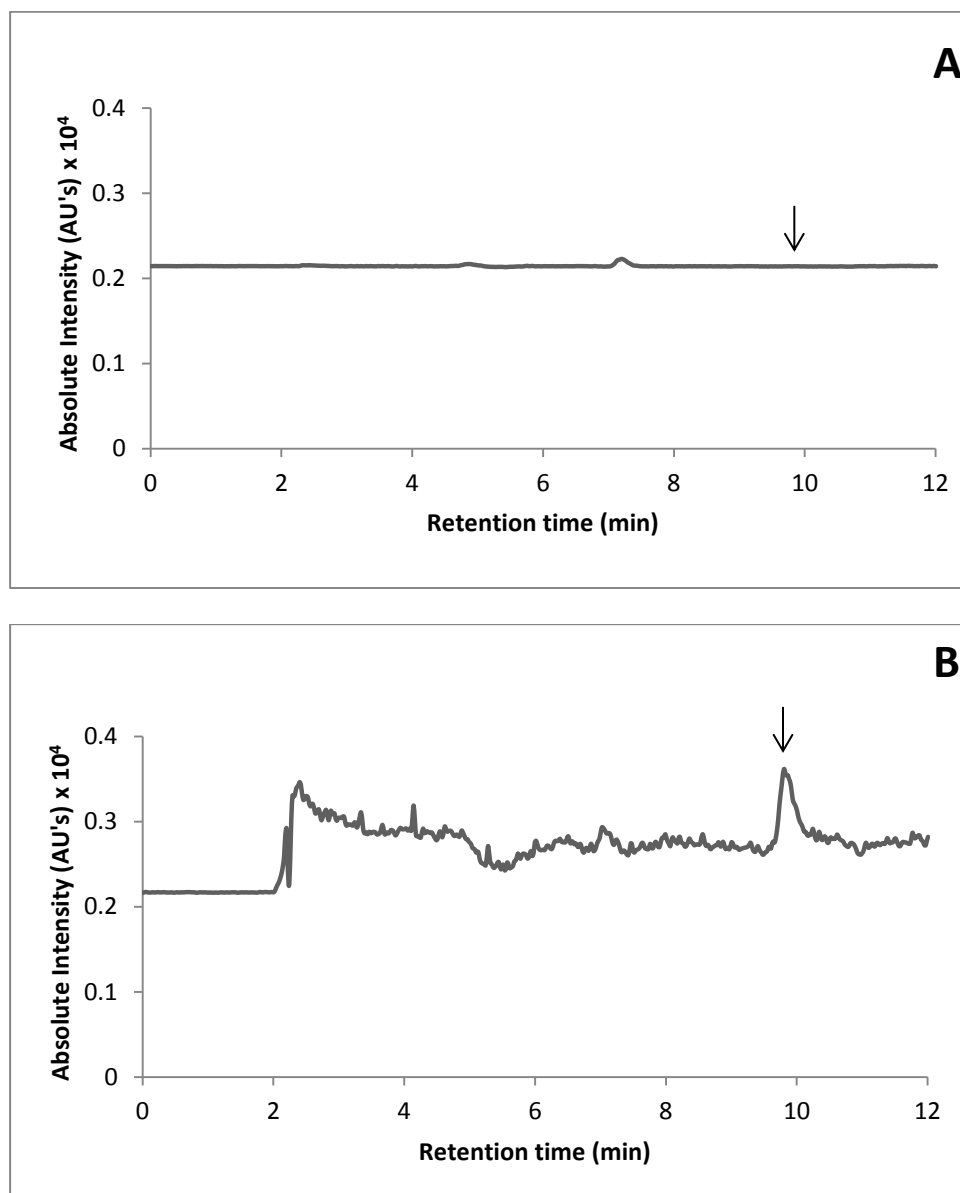 A
Absolute Intensity (AU's) x 10⁴
0.4
0.3
0.2
0.1
0
0 2 4 6 8 10 12
Retention time (min)
B
Absolute Intensity (AU's) x 10⁴
0.4
0.3
0.2
0.1
0
0 2 4 6 8 10 12
Retention time (min)